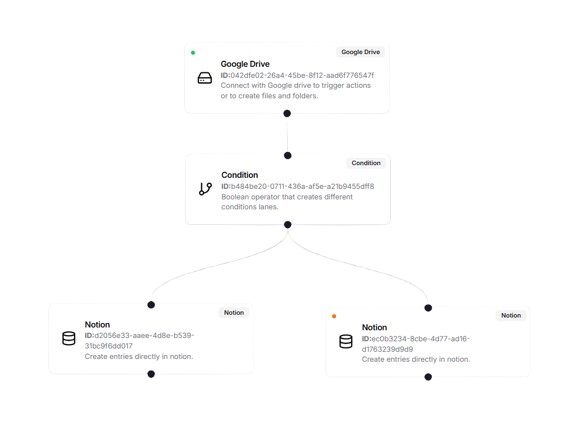 Google Drive
Google Drive
ID:042dfe02-26a4-45be-8f12-aad6f776547f
Connect with Google drive to trigger actions
or to create files and folders.
Condition
Condition
ID:b484be20-0711-436a-af5e-a21b9455dff8
Boolean operator that creates different
conditions lanes.
Notion
Notion
ID:d2056e33-aaee-4d8e-b539-
31bc9f6dd017
Create entries directly in notion.
Notion
Notion
ID:ec0b3234-8cbe-4d77-ad16-
d1763239d9d9
Create entries directly in notion.